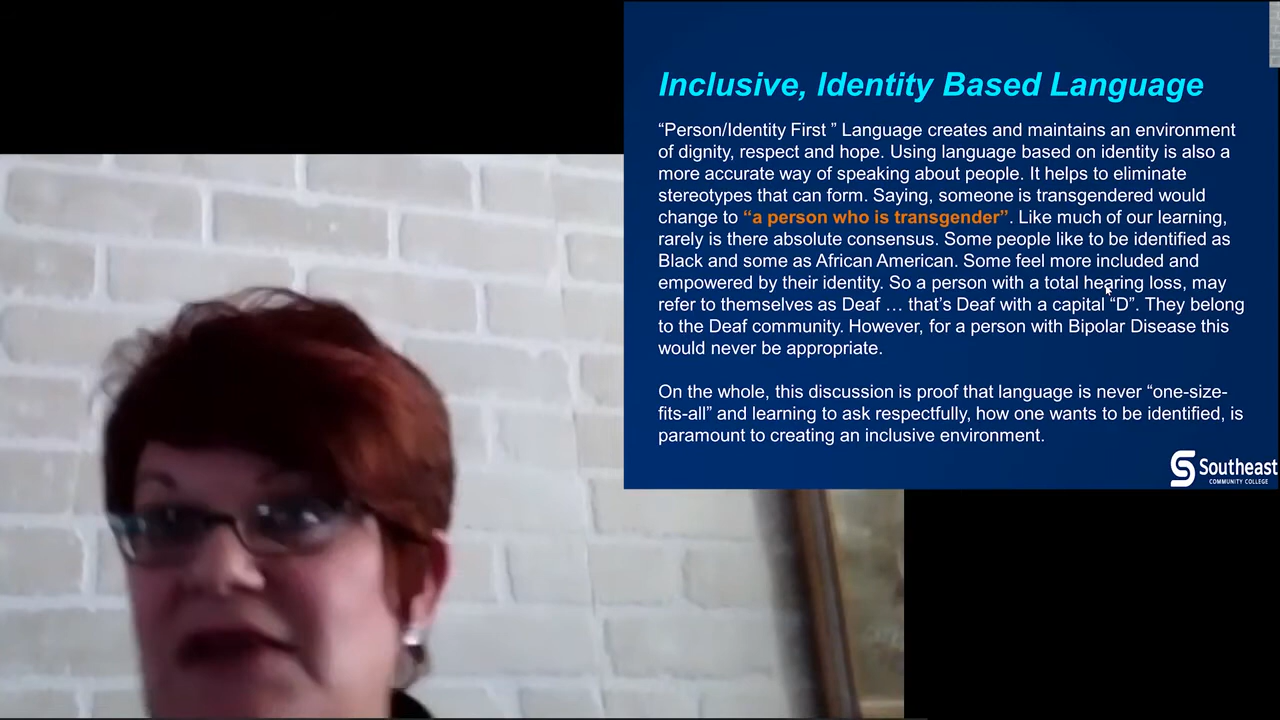 Inclusive, Identity Based Language
“Person/Identity First ” Language creates and maintains an environment
of dignity, respect and hope. Using language based on identity is also a
more accurate way of speaking about people. It helps to eliminate
stereotypes that can form. Saying, someone is transgendered would
change to “a person who is transgender”. Like much of our learning,
rarely is there absolute consensus. Some people like to be identified as
Black and some as African American. Some feel more included and
empowered by their identity. So a person with a total hearing loss, may
refer to themselves as Deaf … that’s Deaf with a capital “D”. They belong
to the Deaf community. However, for a person with Bipolar Disease this
would never be appropriate.
On the whole, this discussion is proof that language is never “one-size-
fits-all” and learning to ask respectfully, how one wants to be identified, is
paramount to creating an inclusive environment.
Southeast
COMMUNITY COLLEGE